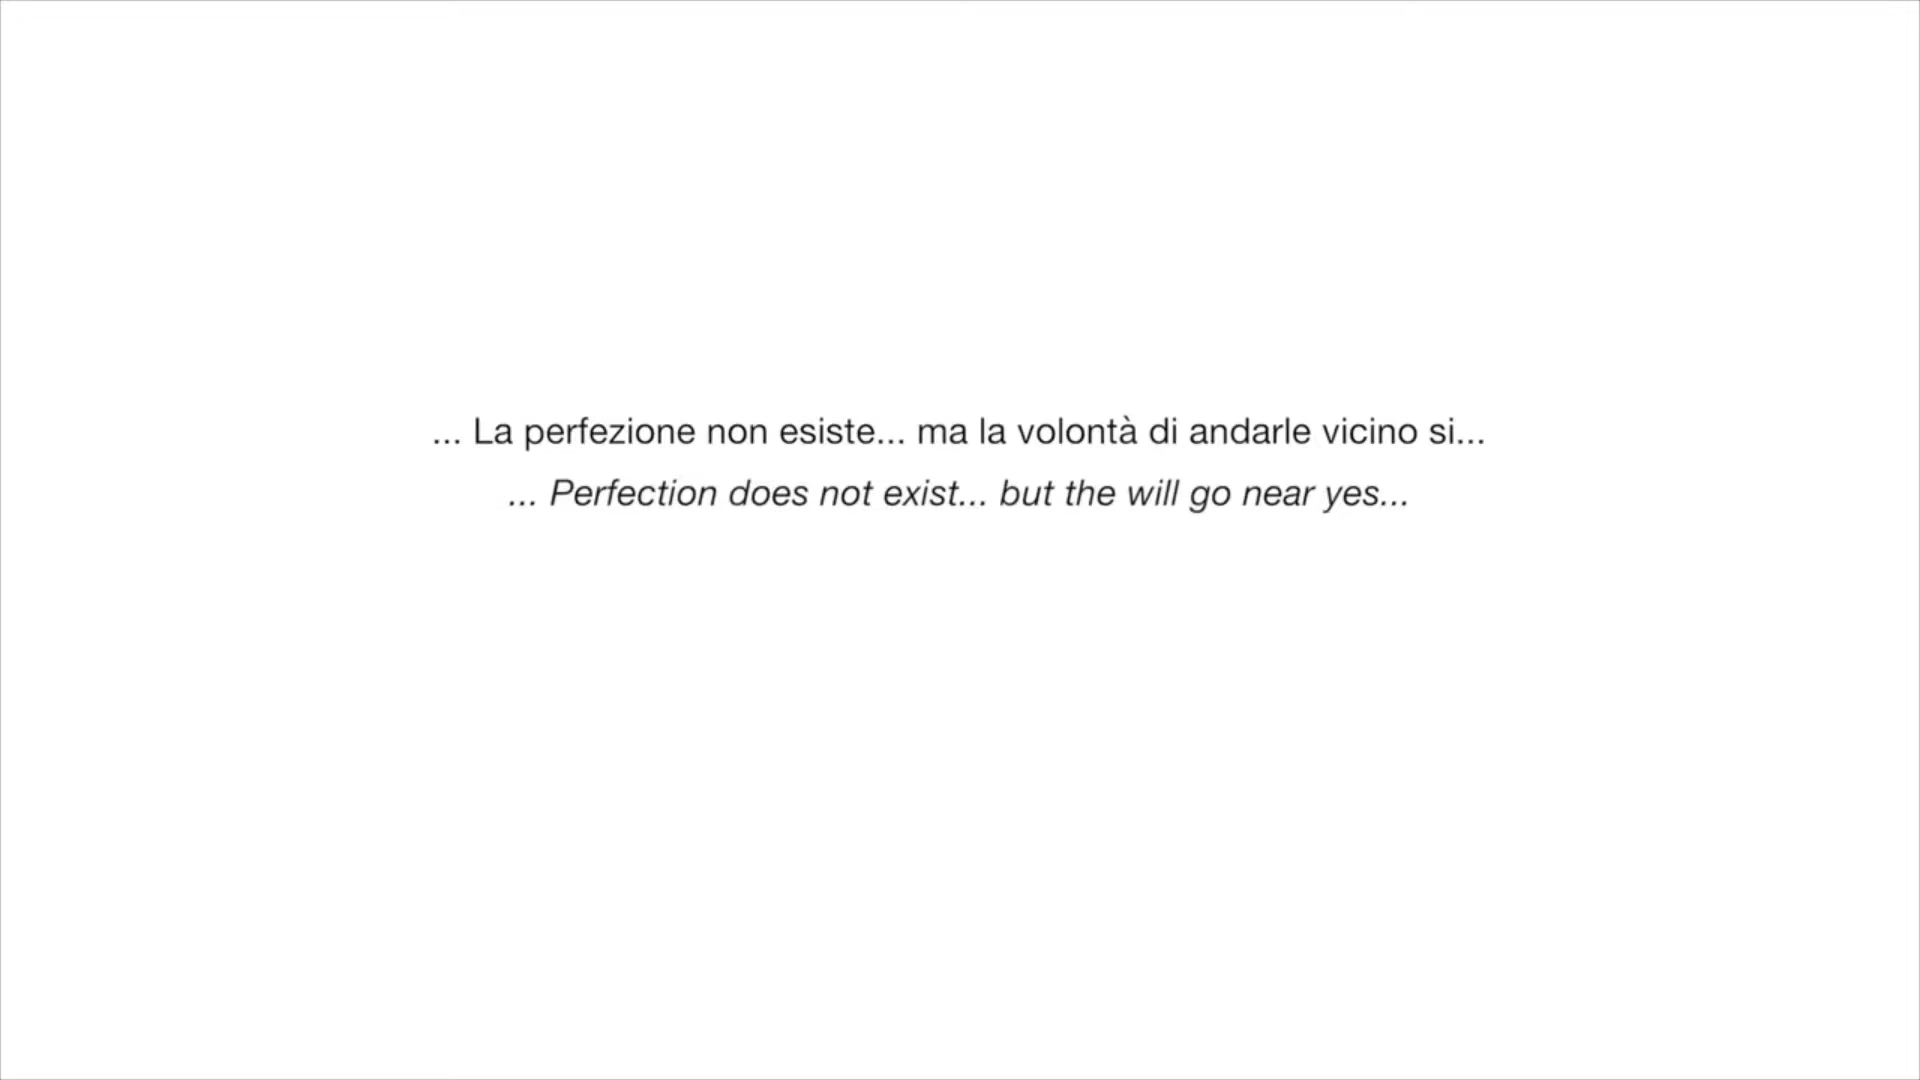 ... La perfezione non esiste... ma la volontà di andarle vicino si...
... Perfection does not exist... but the will go near yes...